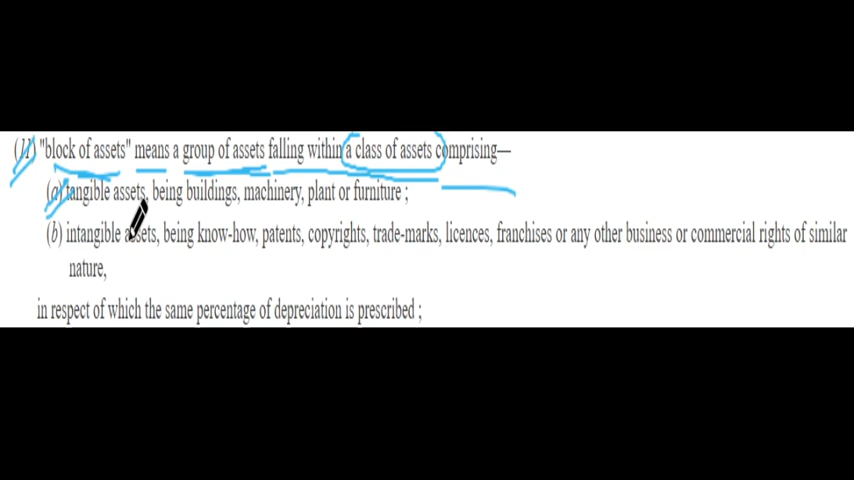 (11) "block of assets" means a group of assets falling within a class of assets comprising—
(a) tangible assets, being buildings, machinery, plant or furniture ;
(b) intangible assets, being know-how, patents, copyrights, trade-marks, licences, franchises or any other business or commercial rights of similar
nature,
in respect of which the same percentage of depreciation is prescribed ;